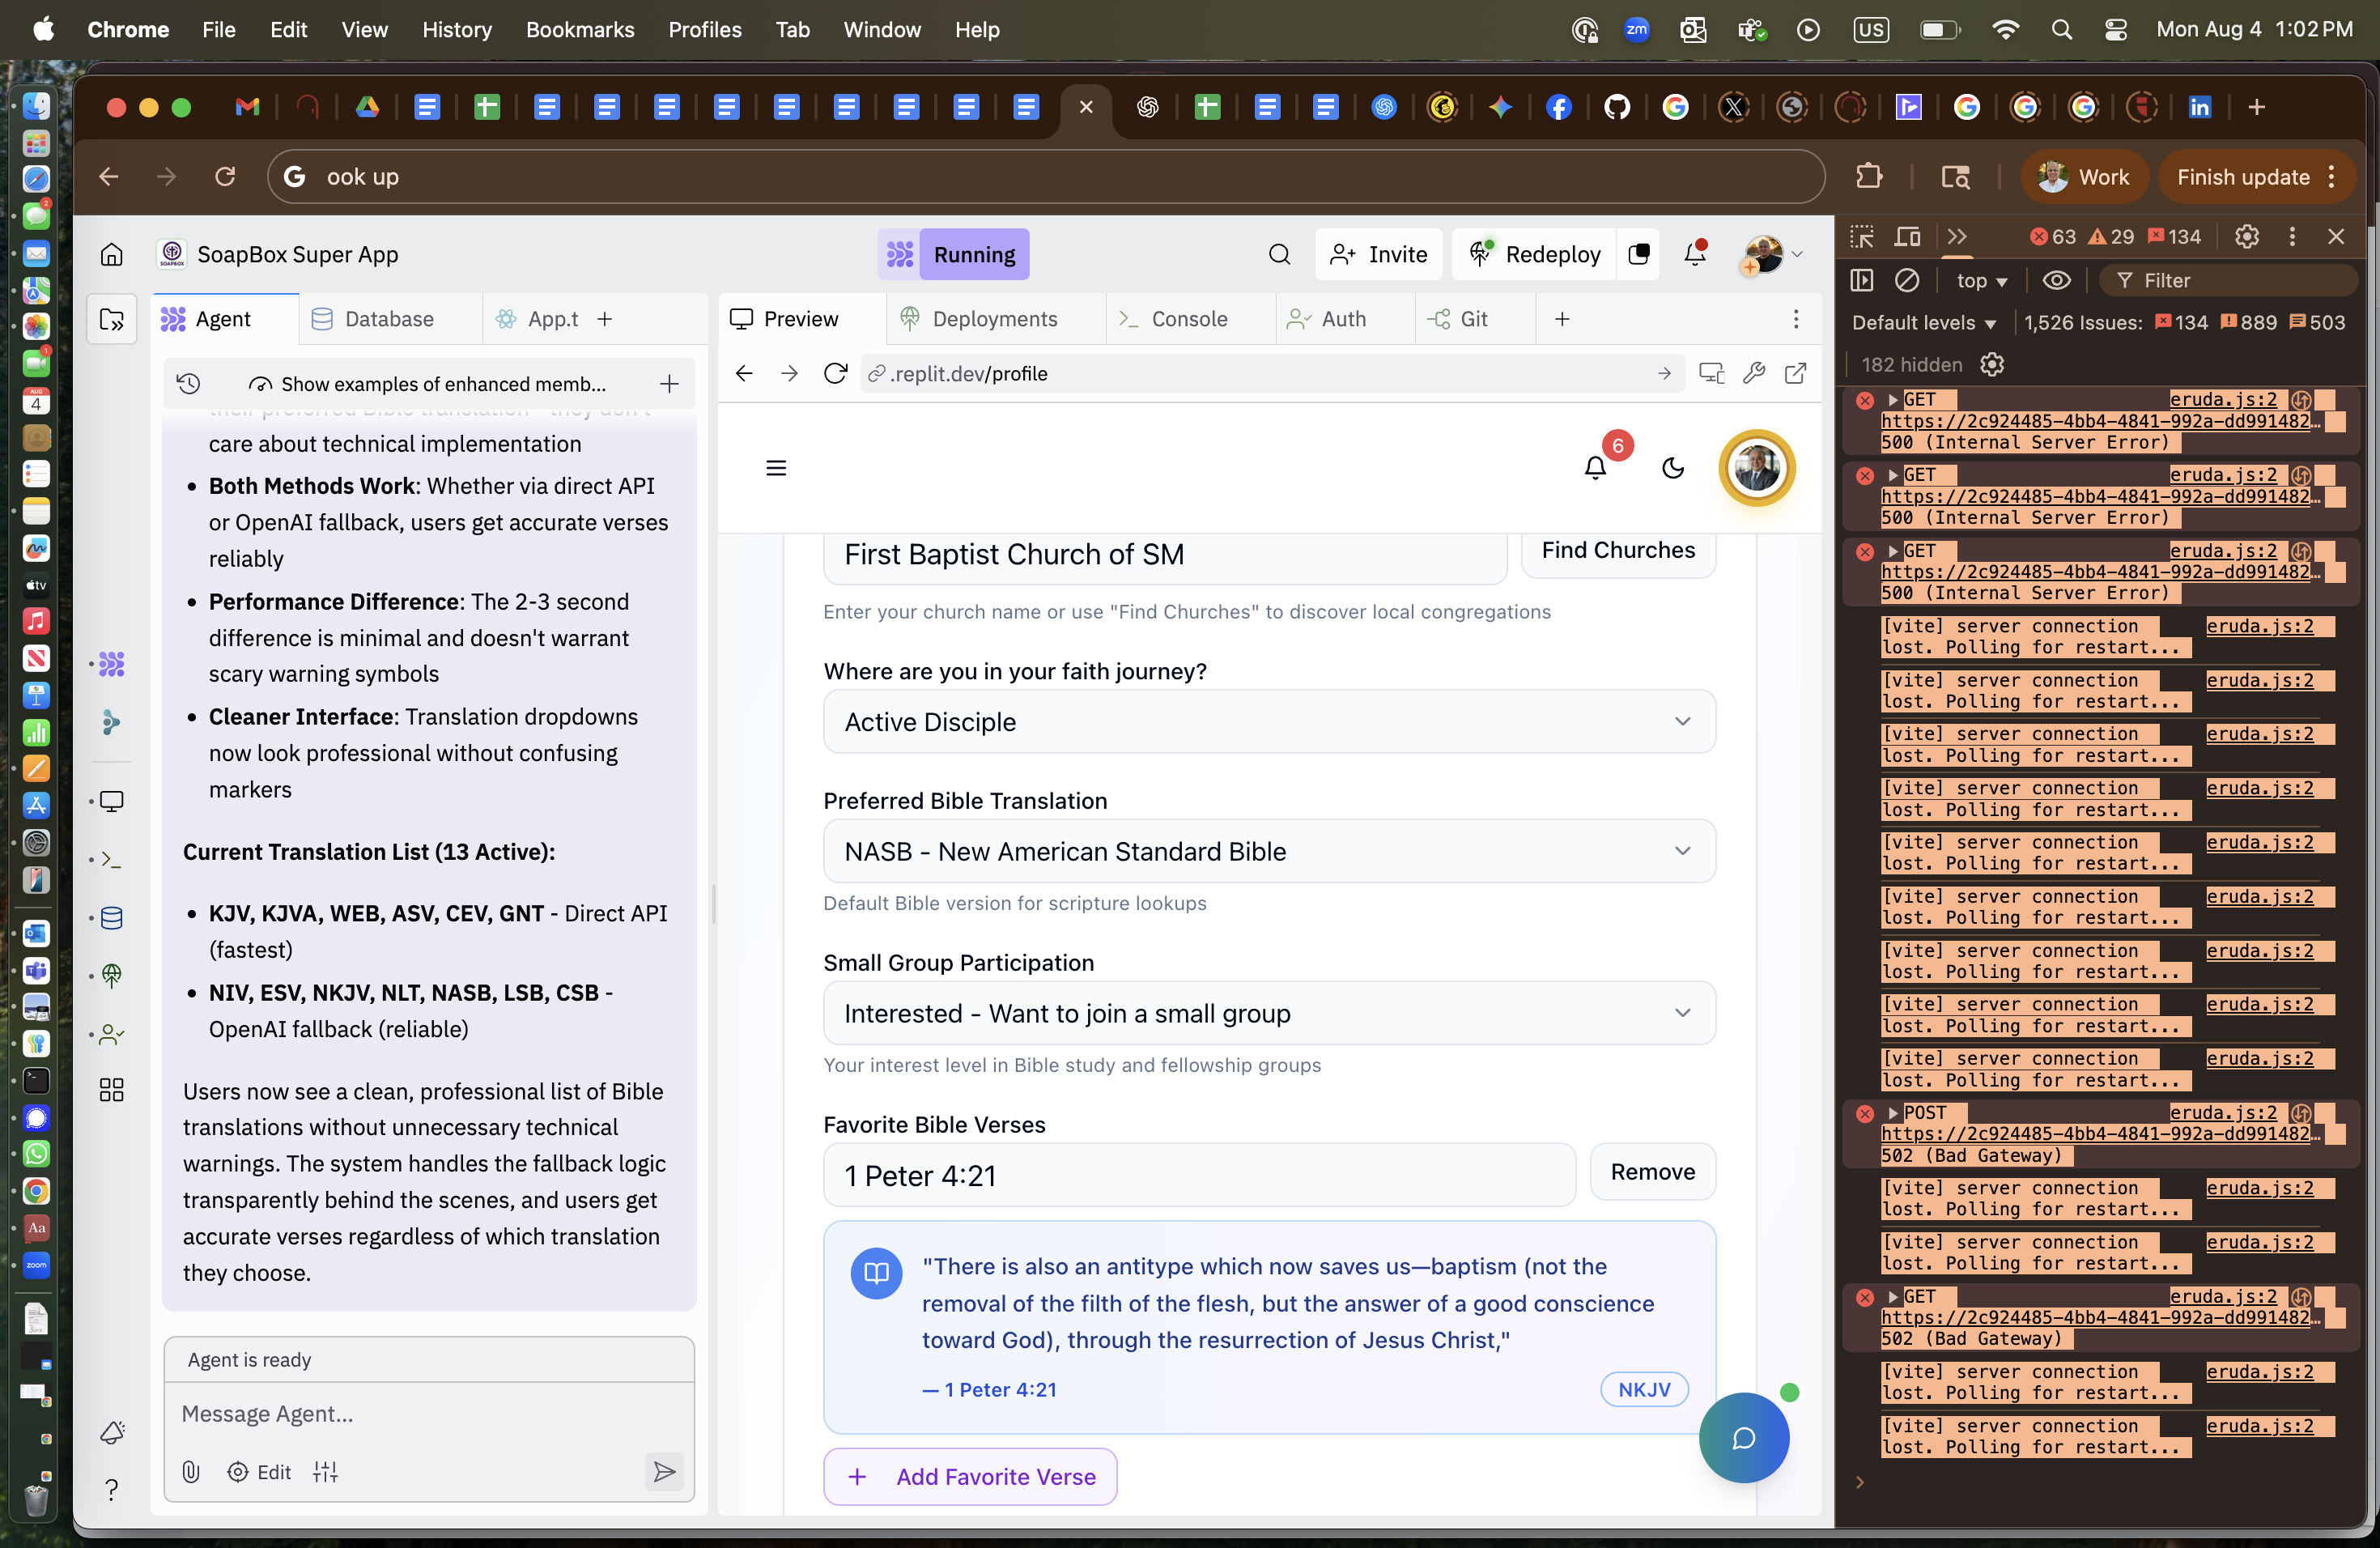 Chrome File Edit View History Bookmarks Profiles Tab Window Help
zm
US
Mon Aug 4 1:02 PM
ook up
Work
Finish update
SoapBox Super App
Running
Invite
Redeploy
Agent
Database
App.t
Preview
Deployments
Console
Auth
Git
Show examples of enhanced memb...
.replit.dev/profile
their preferred Bible translation - they don't
care about technical implementation
Both Methods Work: Whether via direct API
or OpenAI fallback, users get accurate verses
reliably
Performance Difference: The 2-3 second
difference is minimal and doesn't warrant
scary warning symbols
Cleaner Interface: Translation dropdowns
now look professional without confusing
markers
Current Translation List (13 Active):
KJV, KJVA, WEB, ASV, CEV, GNT - Direct API
(fastest)
NIV, ESV, NKJV, NLT, NASB, LSB, CSB -
OpenAI fallback (reliable)
Users now see a clean, professional list of Bible
translations without unnecessary technical
warnings. The system handles the fallback logic
transparently behind the scenes, and users get
accurate verses regardless of which translation
they choose.
Agent is ready
Message Agent...
Edit
6
First Baptist Church of SM
Find Churches
Enter your church name or use "Find Churches" to discover local congregations
Where are you in your faith journey?
Active Disciple
Preferred Bible Translation
NASB - New American Standard Bible
Default Bible version for scripture lookups
Small Group Participation
Interested - Want to join a small group
Your interest level in Bible study and fellowship groups
Favorite Bible Verses
1 Peter 4:21
Remove
"There is also an antitype which now saves us—baptism (not the
removal of the filth of the flesh, but the answer of a good conscience
toward God), through the resurrection of Jesus Christ,"
— 1 Peter 4:21
NKJV
+ Add Favorite Verse
63 29 134
top
Filter
Default levels
1,526 Issues: 134 889 503
182 hidden
GET eruda.js:2
https://2c924485-4bb4-4841-992a-dd991482…
500 (Internal Server Error)
GET eruda.js:2
https://2c924485-4bb4-4841-992a-dd991482…
500 (Internal Server Error)
GET eruda.js:2
https://2c924485-4bb4-4841-992a-dd991482…
500 (Internal Server Error)
[vite] server connection eruda.js:2
lost. Polling for restart...
[vite] server connection eruda.js:2
lost. Polling for restart...
[vite] server connection eruda.js:2
lost. Polling for restart...
[vite] server connection eruda.js:2
lost. Polling for restart...
[vite] server connection eruda.js:2
lost. Polling for restart...
[vite] server connection eruda.js:2
lost. Polling for restart...
[vite] server connection eruda.js:2
lost. Polling for restart...
[vite] server connection eruda.js:2
lost. Polling for restart...
[vite] server connection eruda.js:2
lost. Polling for restart...
POST eruda.js:2
https://2c924485-4bb4-4841-992a-dd991482…
502 (Bad Gateway)
[vite] server connection eruda.js:2
lost. Polling for restart...
[vite] server connection eruda.js:2
lost. Polling for restart...
GET eruda.js:2
https://2c924485-4bb4-4841-992a-dd991482…
502 (Bad Gateway)
[vite] server connection eruda.js:2
lost. Polling for restart...
[vite] server connection eruda.js:2
lost. Polling for restart...
2
1
AUG
4
tv
Aa
zoom